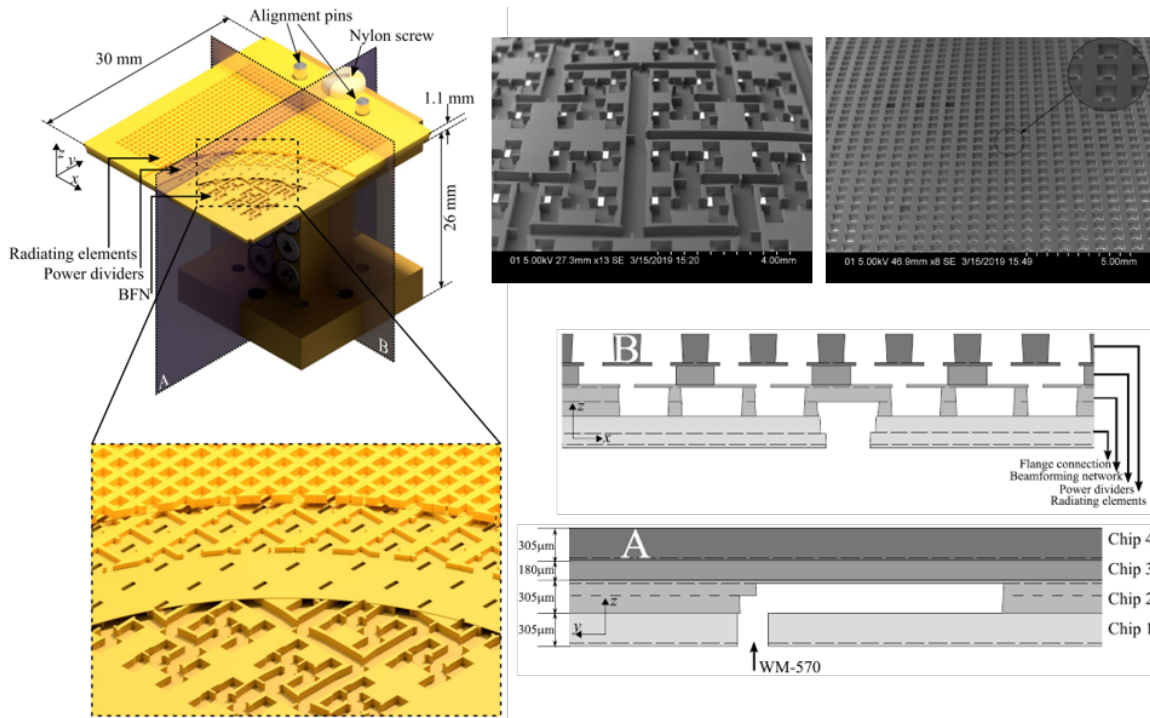 Alignment pins
Nylon screw
30 mm
1.1 mm
z
y
x
26 mm
Radiating elements
Power dividers
BFN
A
B
01 5.00kV 27.3mm x13 SE 3/15/2019 15:20
4.00mm
01 5.00kV 46.9mm x8 SE 3/15/2019 15:49
5.00mm
B
z
x
Flange connection
Beamforming network
Power dividers
Radiating elements
A
305μm
Chip 4
180μm
Chip 3
305μm
Chip 2
305μm
Chip 1
z
y
WM-570